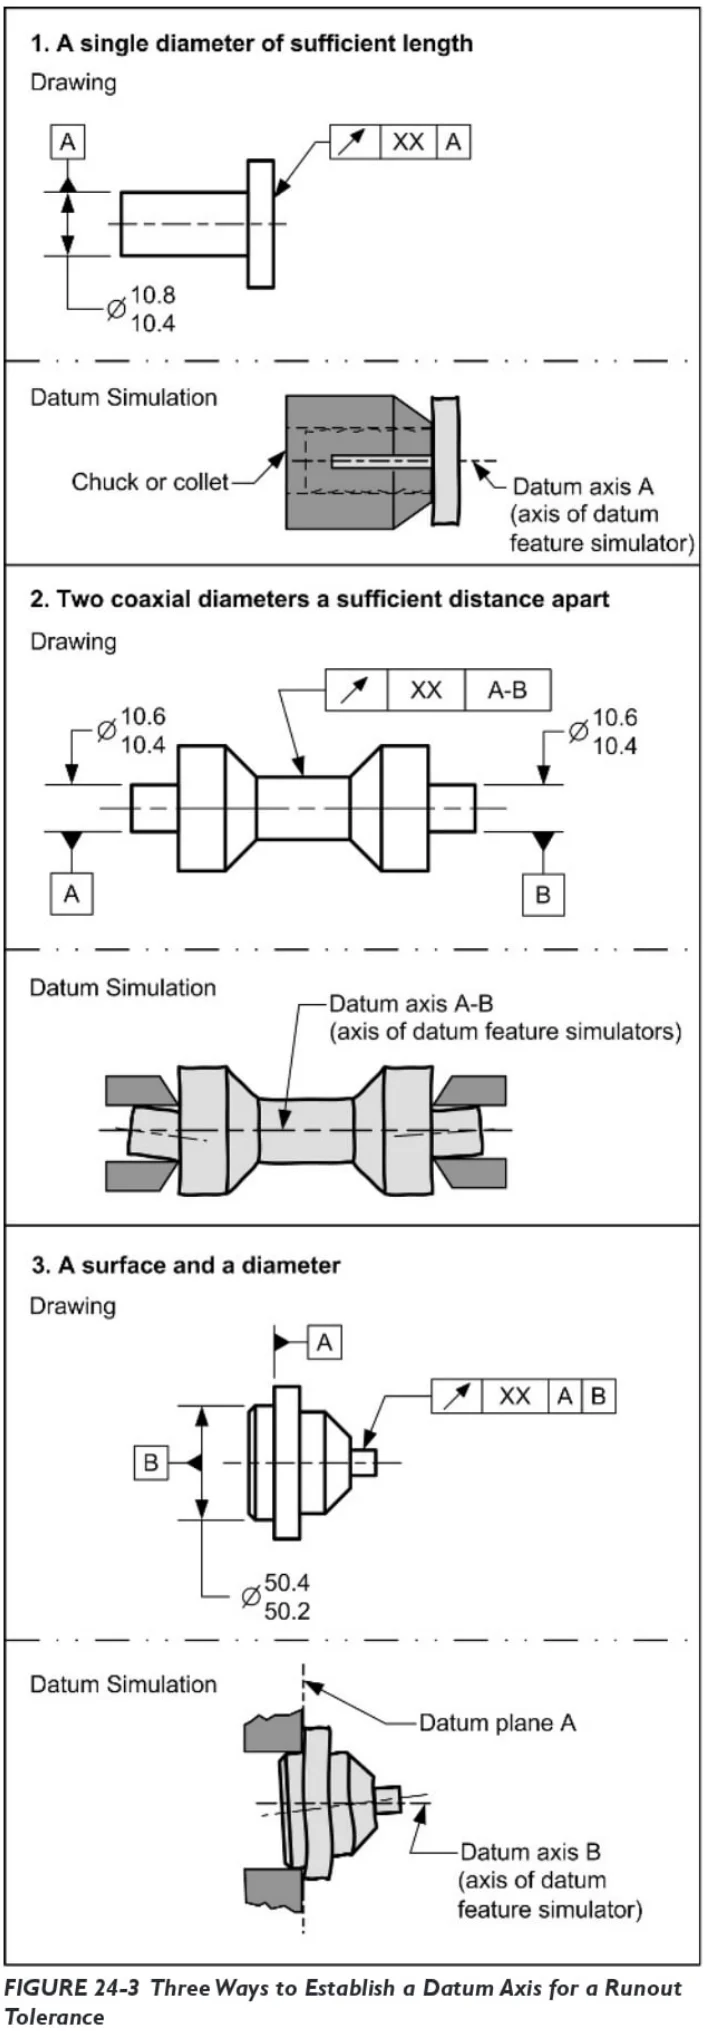 1. A single diameter of sufficient length
Drawing
A
XX A
10.8
10.4
Datum Simulation
Chuck or collet
Datum axis A
(axis of datum
feature simulator)
2. Two coaxial diameters a sufficient distance apart
Drawing
XX A-B
Ø 10.6
10.4
Ø 10.6
10.4
A
B
Datum Simulation
Datum axis A-B
(axis of datum feature simulators)
3. A surface and a diameter
Drawing
A
XX A B
B
Ø 50.4
50.2
Datum Simulation
Datum plane A
Datum axis B
(axis of datum
feature simulator)
FIGURE 24-3 Three Ways to Establish a Datum Axis for a Runout
Tolerance